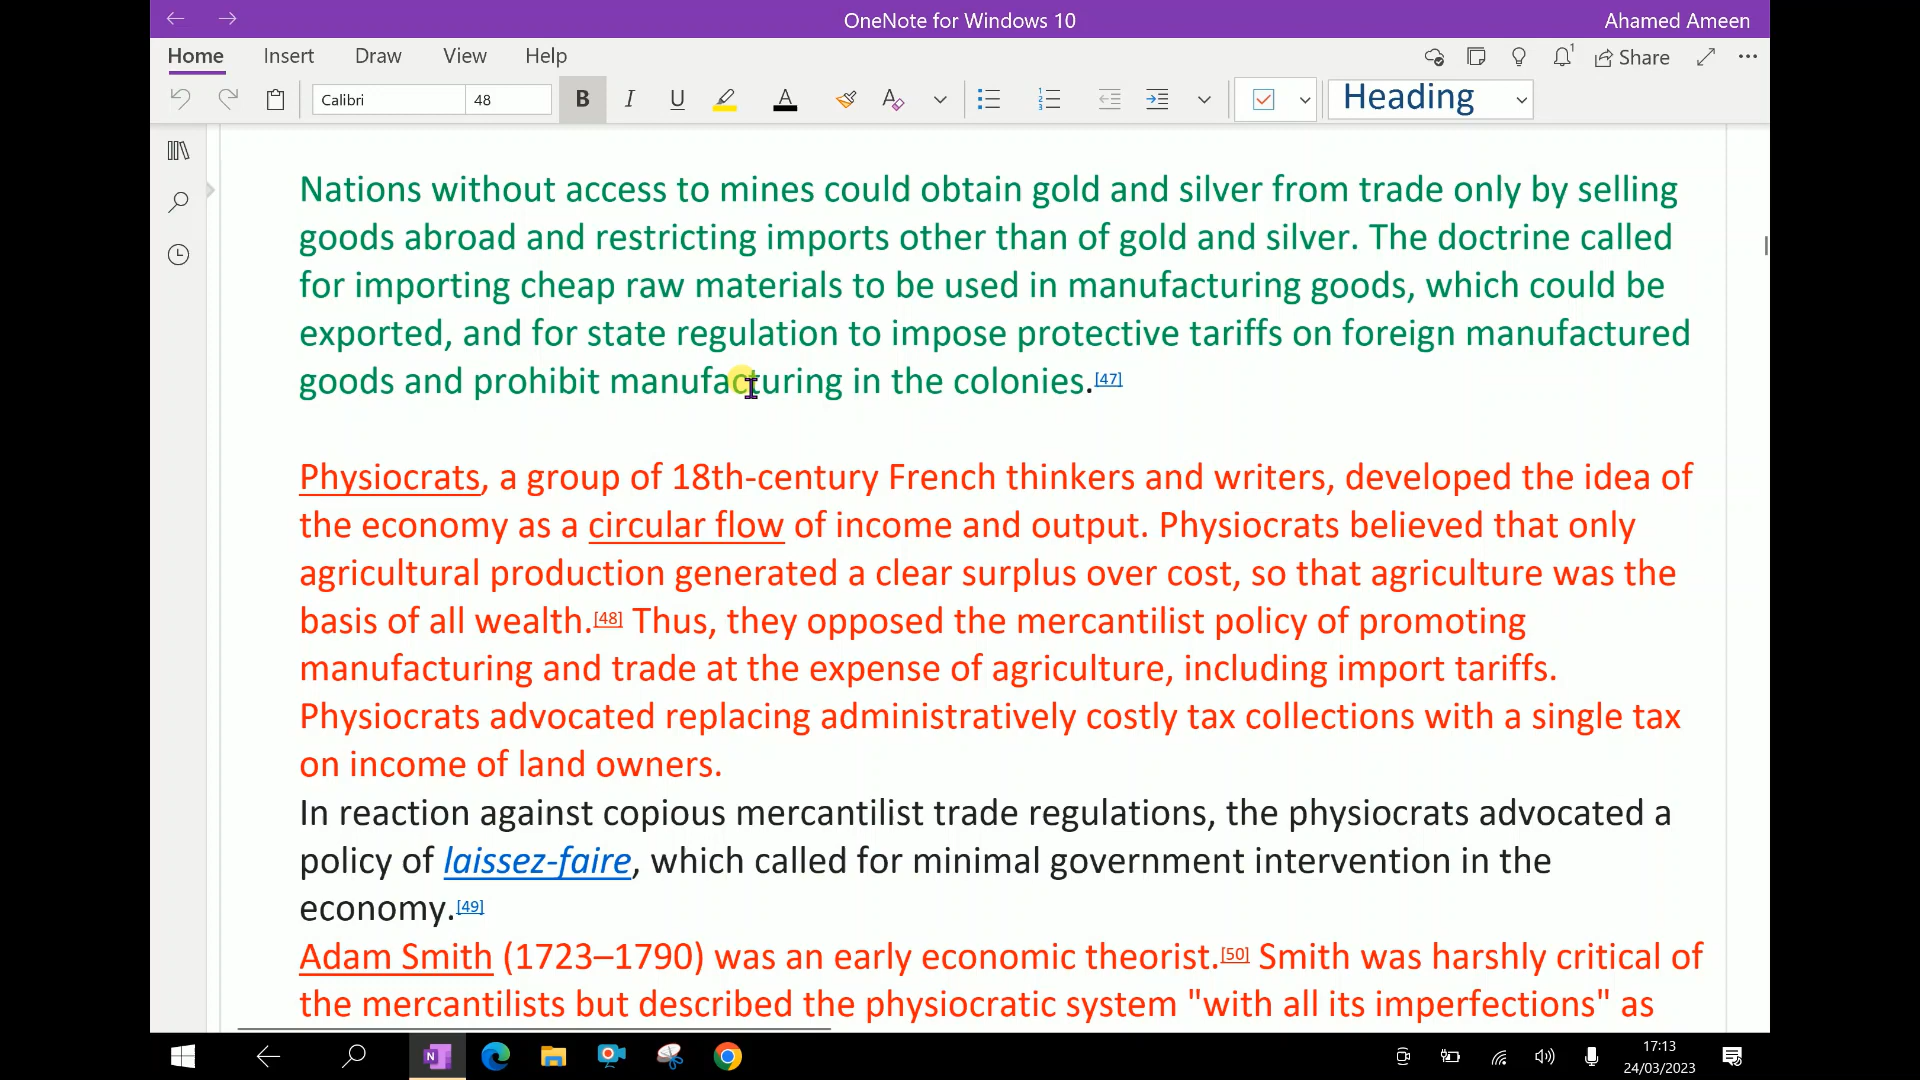 OneNote for Windows 10
Ahamed Ameen
Home Insert Draw View Help
Share
Calibri 48 B I U A Heading
Nations without access to mines could obtain gold and silver from trade only by selling
goods abroad and restricting imports other than of gold and silver. The doctrine called
for importing cheap raw materials to be used in manufacturing goods, which could be
exported, and for state regulation to impose protective tariffs on foreign manufactured
goods and prohibit manufacturing in the colonies.[47]
Physiocrats, a group of 18th-century French thinkers and writers, developed the idea of
the economy as a circular flow of income and output. Physiocrats believed that only
agricultural production generated a clear surplus over cost, so that agriculture was the
basis of all wealth.[48] Thus, they opposed the mercantilist policy of promoting
manufacturing and trade at the expense of agriculture, including import tariffs.
Physiocrats advocated replacing administratively costly tax collections with a single tax
on income of land owners.
In reaction against copious mercantilist trade regulations, the physiocrats advocated a
policy of laissez-faire, which called for minimal government intervention in the
economy.[49]
Adam Smith (1723–1790) was an early economic theorist.[50] Smith was harshly critical of
the mercantilists but described the physiocratic system "with all its imperfections" as
17:13
24/03/2023